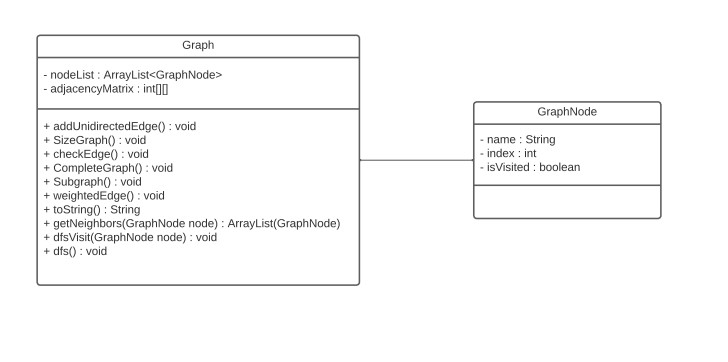 Graph
- nodeList : ArrayList<GraphNode>
- adjacencyMatrix : int[][]
+ addUnidirectedEdge() : void
+ SizeGraph() : void
+ checkEdge() : void
+ CompleteGraph() : void
+ Subgraph() : void
+ weightedEdge() : void
+ toString() : String
+ getNeighbors(GraphNode node) : ArrayList(GraphNode)
+ dfsVisit(GraphNode node) : void
+ dfs() : void
GraphNode
- name : String
- index : int
- isVisited : boolean